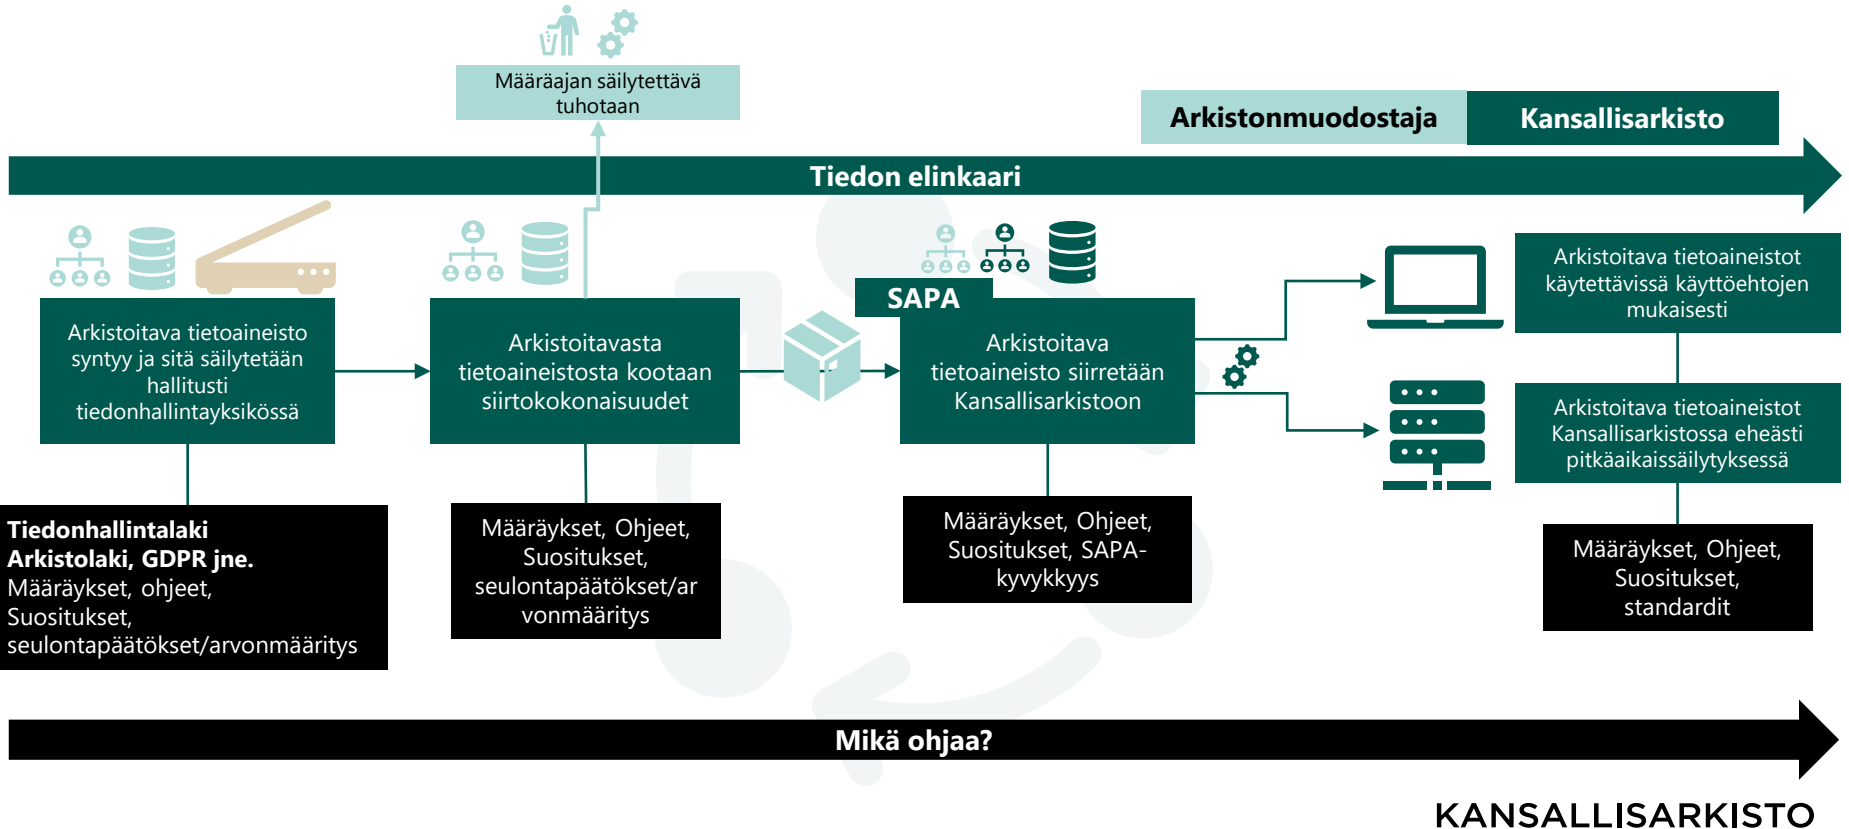 Määräajan säilytettävä
tuhotaan
Arkistonmuodostaja
Kansallisarkisto
Tiedon elinkaari
Arkistoitava tietoaineisto
syntyy ja sitä säilytetään
hallitusti
tiedonhallintayksikössä
Arkistoitavasta
tietoaineistosta kootaan
siirtokokonaisuudet
SAPA
Arkistoitava
tietoaineisto siirretään
Kansallisarkistoon
Arkistoitava tietoaineistot
käytettävissä käyttöehtojen
mukaisesti
Arkistoitava tietoaineistot
Kansallisarkistossa eheästi
pitkäaikaissäilytyksessä
Tiedonhallintalaki
Arkistolaki, GDPR jne.
Määräykset, ohjeet,
Suositukset,
seulontapäätökset/arvonmääritys
Määräykset, Ohjeet,
Suositukset,
seulontapäätökset/ar
vonmääritys
Määräykset, Ohjeet,
Suositukset, SAPA-
kyvykkyys
Määräykset, Ohjeet,
Suositukset,
standardit
Mikä ohjaa?
KANSALLISARKISTO